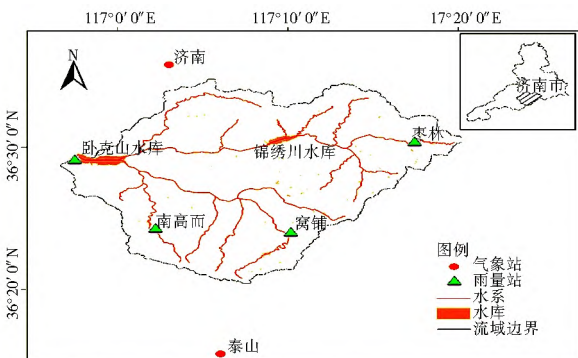 117°0′0″E
117°10′0″E
117°20′0″E
济南
N
济南市
36°30′0″N
卧克山水库
锦绣川水库
枣林
南高而
窝铺
36°20′0″N
泰山
图例
气象站
雨量站
水系
水库
流域边界